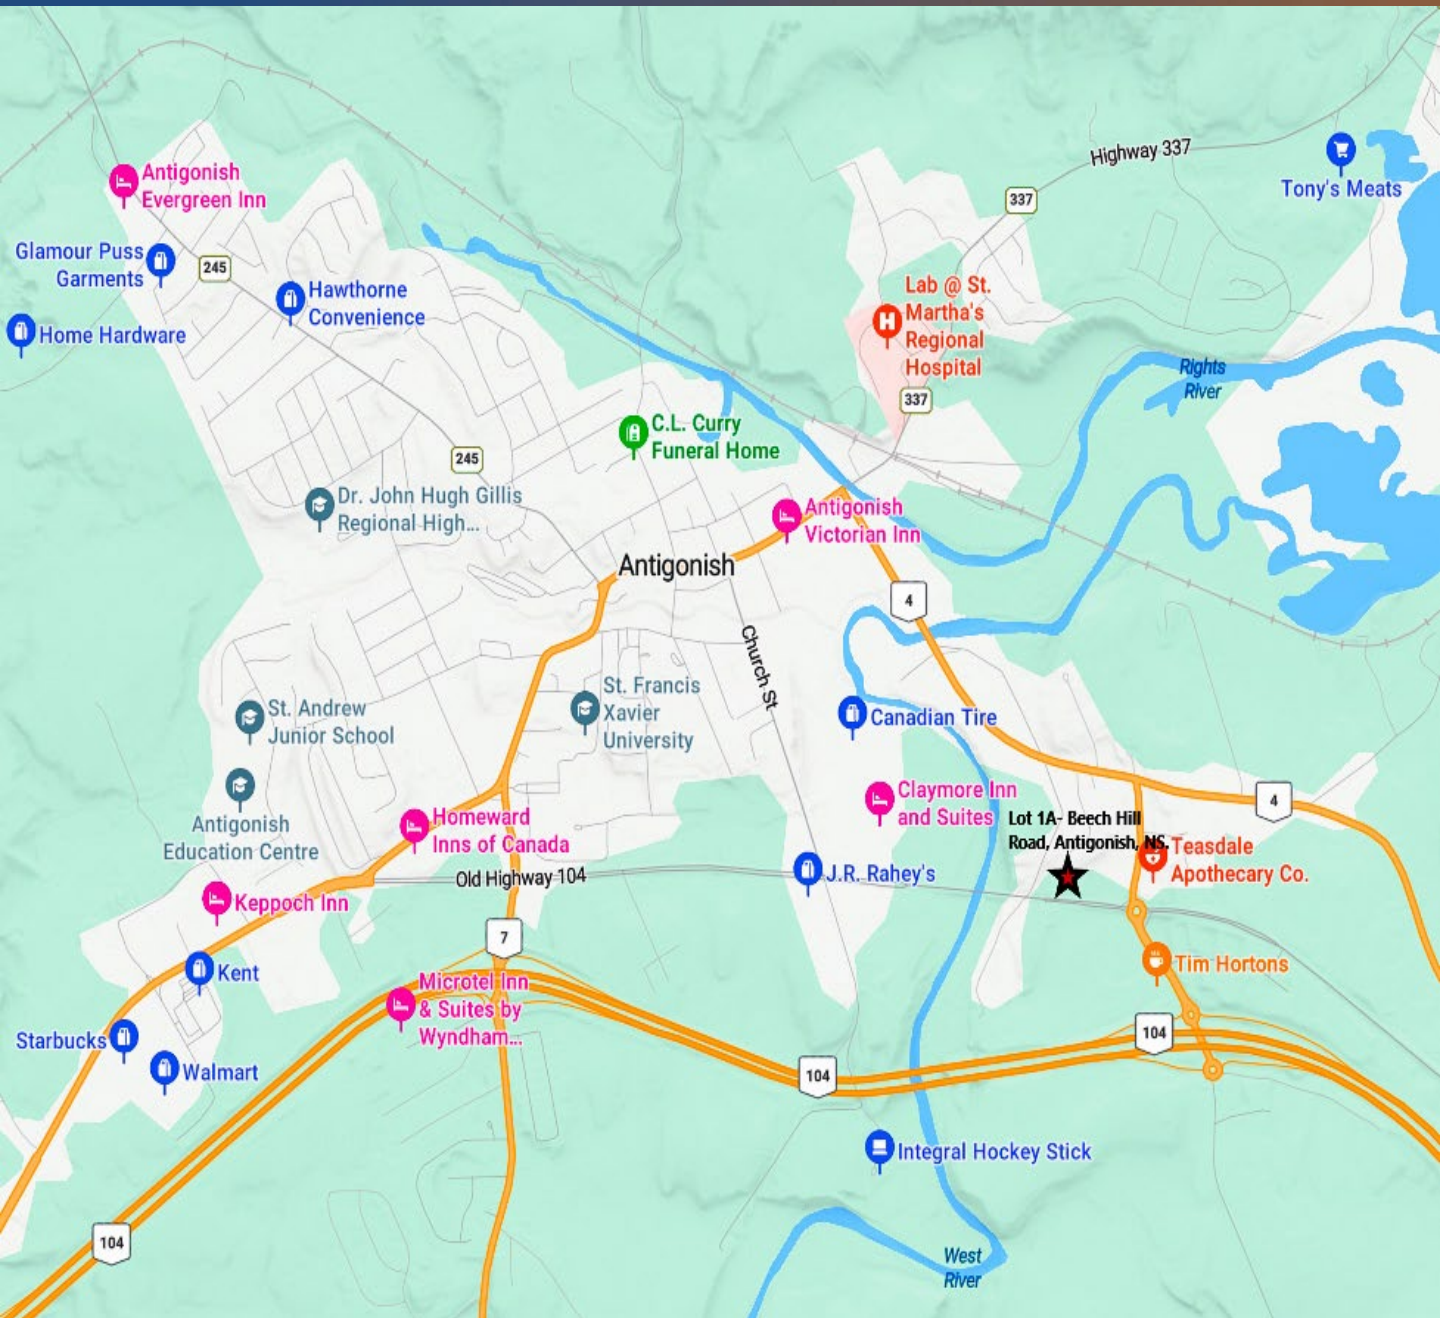 Highway 337
Tony's Meats
Antigonish
Evergreen Inn
337
Glamour Puss
Garments
245
Hawthorne
Convenience
Home Hardware
Lab @ St.
Martha's
Regional
Hospital
Rights
River
337
C.L. Curry
Funeral Home
245
Dr. John Hugh Gillis
Regional High...
Antigonish
Victorian Inn
Antigonish
4
Church St
St. Andrew
Junior School
St. Francis
Xavier
University
Canadian Tire
Antigonish
Education Centre
Homeward
Inns of Canada
Claymore Inn
and Suites
4
Lot 1A- Beech Hill
Road, Antigonish, NS.
Teasdale
Apothecary Co.
Old Highway 104
J.R. Rahey's
Keppoch Inn
7
Kent
Tim Hortons
Microtel Inn
& Suites by
Wyndham...
Starbucks
Walmart
104
104
Integral Hockey Stick
104
West
River